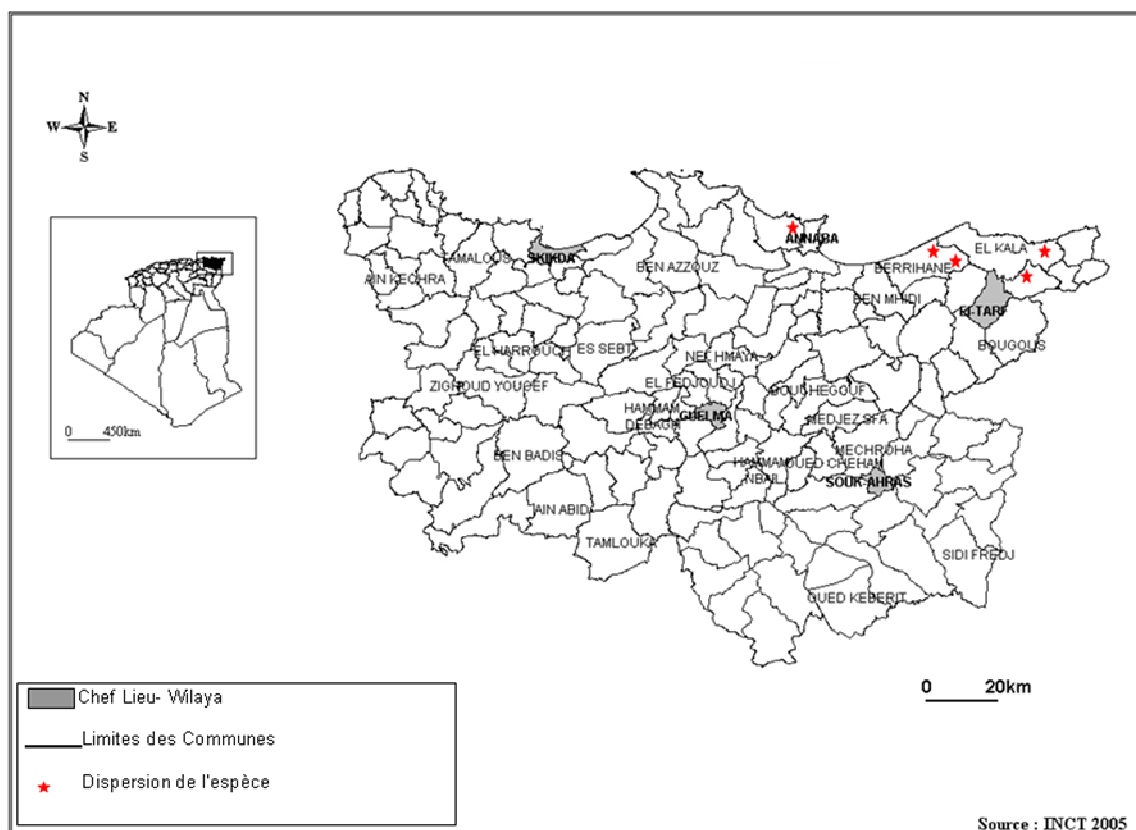 N
W E
S
0 450km
ANNABA
EL KALA
TAMALOUS
SKIKDA
BEN AZZOUZ
BERRIHANE
AIN KECHRA
BEN MHIDI
El-TARF
BOUGOUS
EL HARROUCH
ES SEBT
NECHMAYA
ZIGHOUD YOUCEF
EL FEDJOUDJ
BOUCHEGOUF
HAMMAM
DEBAGH
GUELMA
MEDJEZ SFA
MECHROHA
BEN BADIS
HAMMAM
NBAIL
OUED CHEHAM
SOUK-AHRAS
AIN ABID
TAMLOUKA
SIDI FREDJ
OUED KEBERIT
0 20km
Chef Lieu- Wilaya
Limites des Communes
Dispersion de l'espèce
Source : INCT 2005